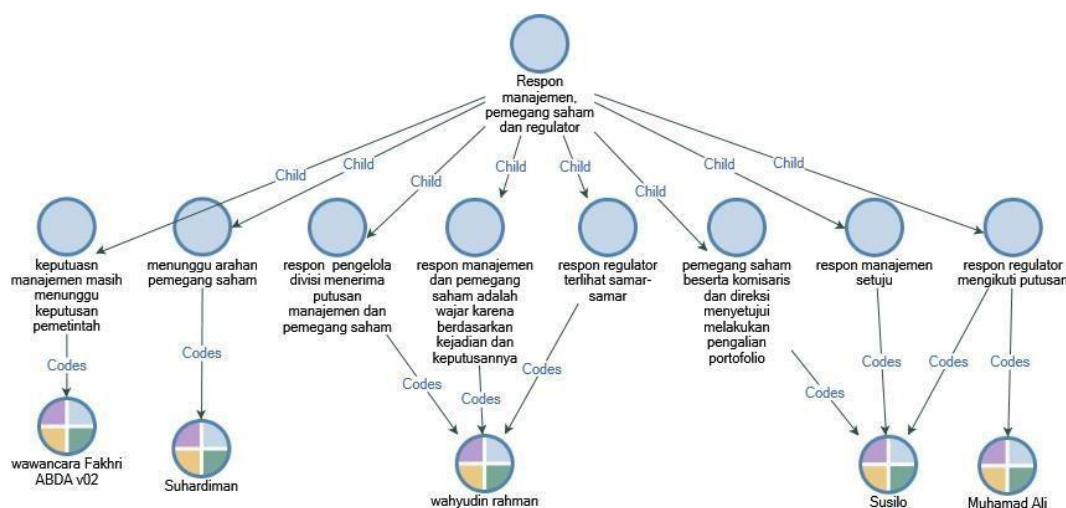 Respon
manajemen,
pemegang saham
dan regulator
Child
Child
Child
Child
Child
Child
Child
Child
keputuasn
manajemen masih
menunggu
keputusan
pemetintah
menunggu arahan
pemegang saham
respon pengelola
divisi menerima
putusan
manajemen dan
pemegang saham
respon manajemen
dan pemegang
saham adalah
wajar karena
berdasarkan
kejadian dan
keputusannya
respon regulator
terlihat samar-
samar
pemegang saham
beserta komisaris
dan direksi
menyetujui
melakukan
pengalian
portofolio
respon manajemen
setuju
respon regulator
mengikuti putusan
Codes
Codes
Codes
Codes
Codes
Codes
Codes
Codes
Codes
wawancara Fakhri
ABDA v02
Suhardiman
wahyudin rahman
Susilo
Muhamad Ali